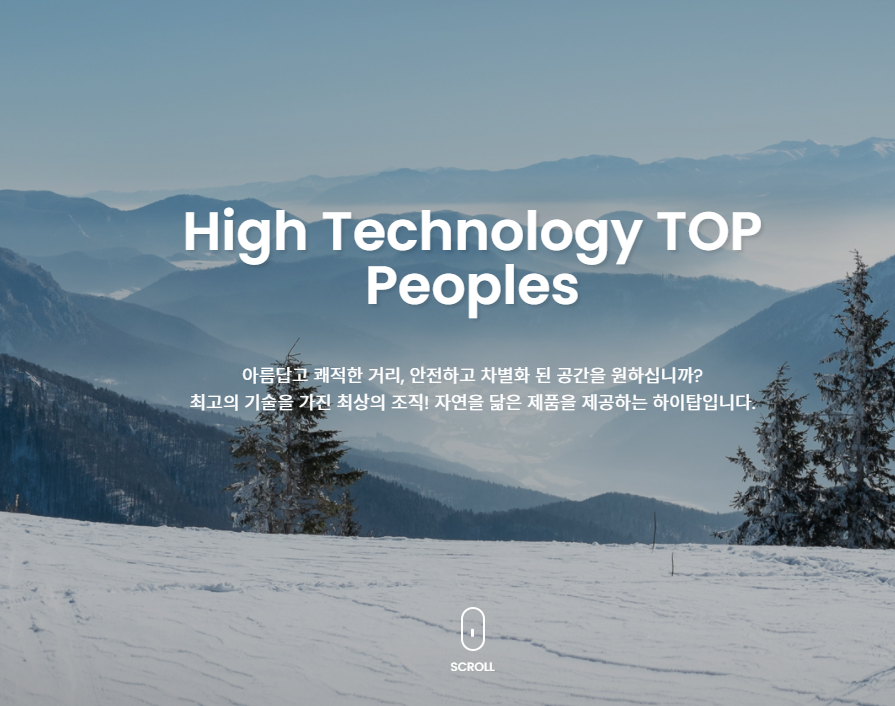 High Technology TOP
Peoples
아름답고 쾌적한 거리, 안전하고 차별화 된 공간을 원하십니까?
최고의 기술을 가진 최상의 조직! 자연을 닮은 제품을 제공하는 하이탑입니다.
SCROLL